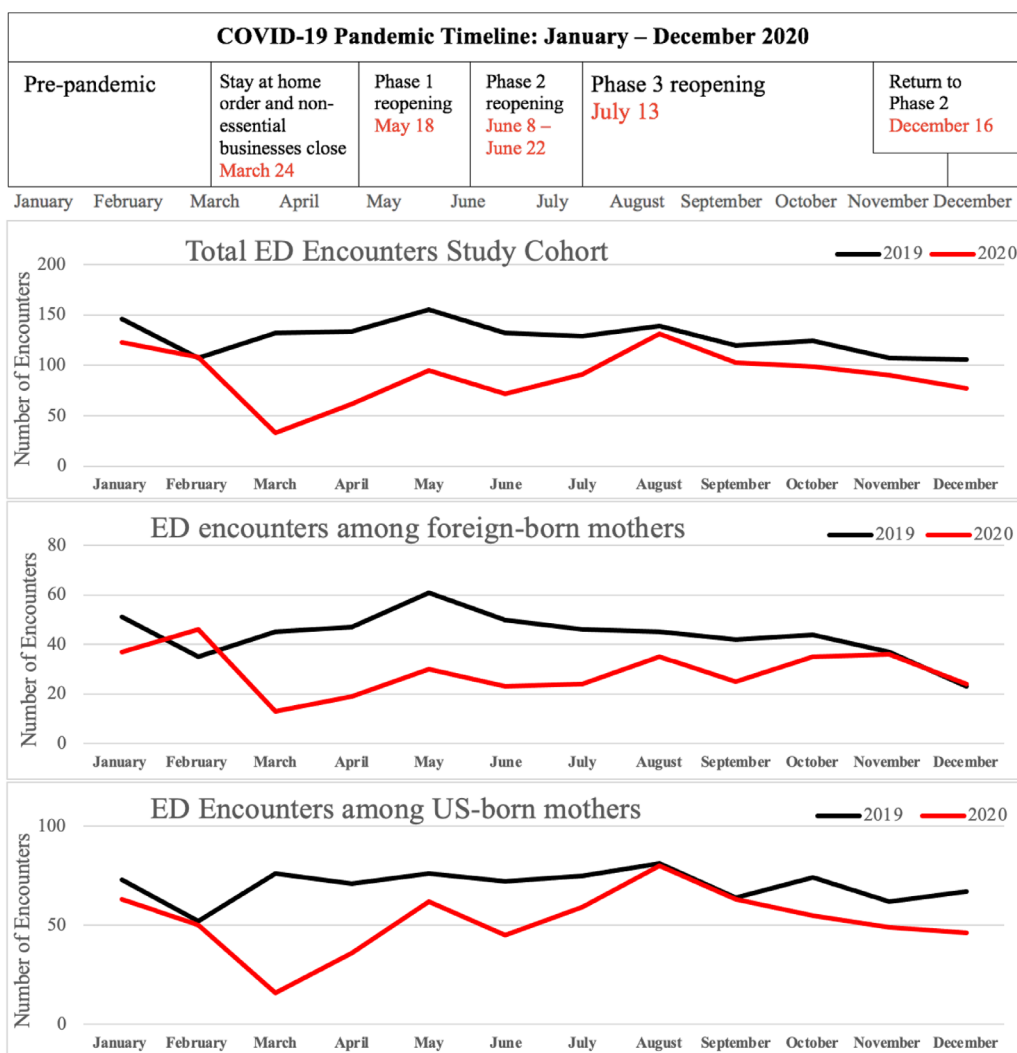 COVID-19 Pandemic Timeline: January – December 2020
Pre-pandemic
Stay at home
order and non-
essential
businesses close
March 24
Phase 1
reopening
May 18
Phase 2
reopening
June 8 –
June 22
Phase 3 reopening
July 13
Return to
Phase 2
December 16
January February March April May June July August September October November December
Total ED Encounters Study Cohort
2019 2020
Number of Encounters
200
150
100
50
0
January February March April May June July August September October November December
ED encounters among foreign-born mothers
2019 2020
Number of Encounters
80
60
40
20
0
January February March April May June July August September October November December
ED Encounters among US-born mothers
2019 2020
Number of Encounters
100
50
0
January February March April May June July August September October November December